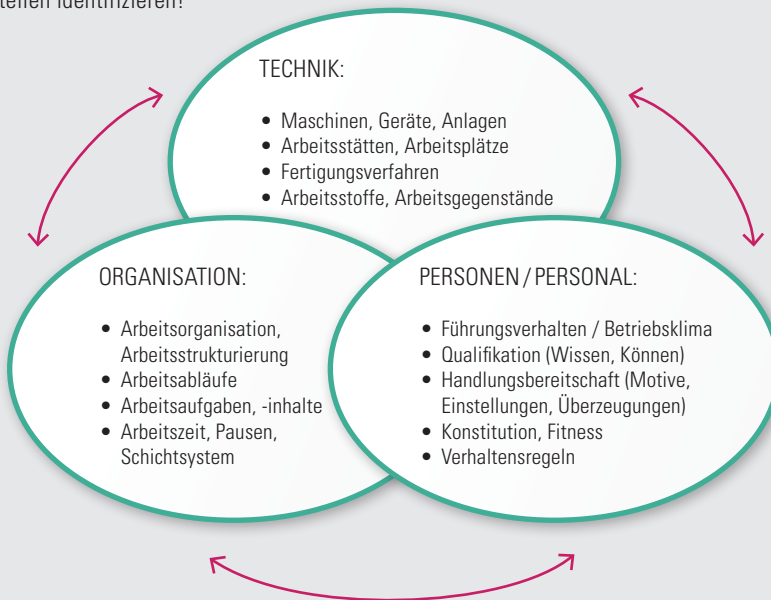 identifizieren!
TECHNIK:
• Maschinen, Geräte, Anlagen
• Arbeitsstätten, Arbeitsplätze
• Fertigungsverfahren
• Arbeitsstoffe, Arbeitsgegenstände
ORGANISATION:
• Arbeitsorganisation,
Arbeitsstrukturierung
• Arbeitsabläufe
• Arbeitsaufgaben, -inhalte
• Arbeitszeit, Pausen,
Schichtsystem
PERSONEN / PERSONAL:
• Führungsverhalten / Betriebsklima
• Qualifikation (Wissen, Können)
• Handlungsbereitschaft (Motive,
Einstellungen, Überzeugungen)
• Konstitution, Fitness
• Verhaltensregeln